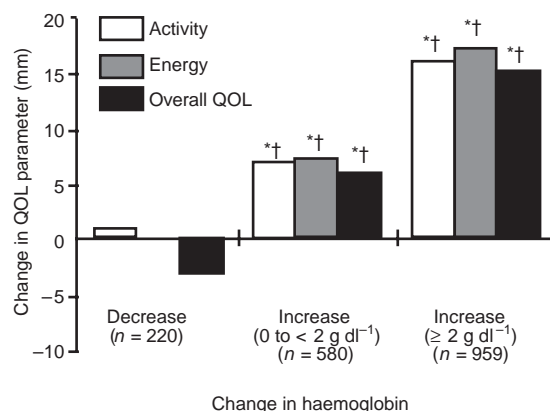 Change in QOL parameter (mm)
20
15
10
5
0
−5
−10
Activity
Energy
Overall QOL
*† *† *†
*† *† *†
Decrease
(n = 220)
Increase
(0 to < 2 g dl−1)
(n = 580)
Increase
(≥ 2 g dl−1)
(n = 959)
Change in haemoglobin